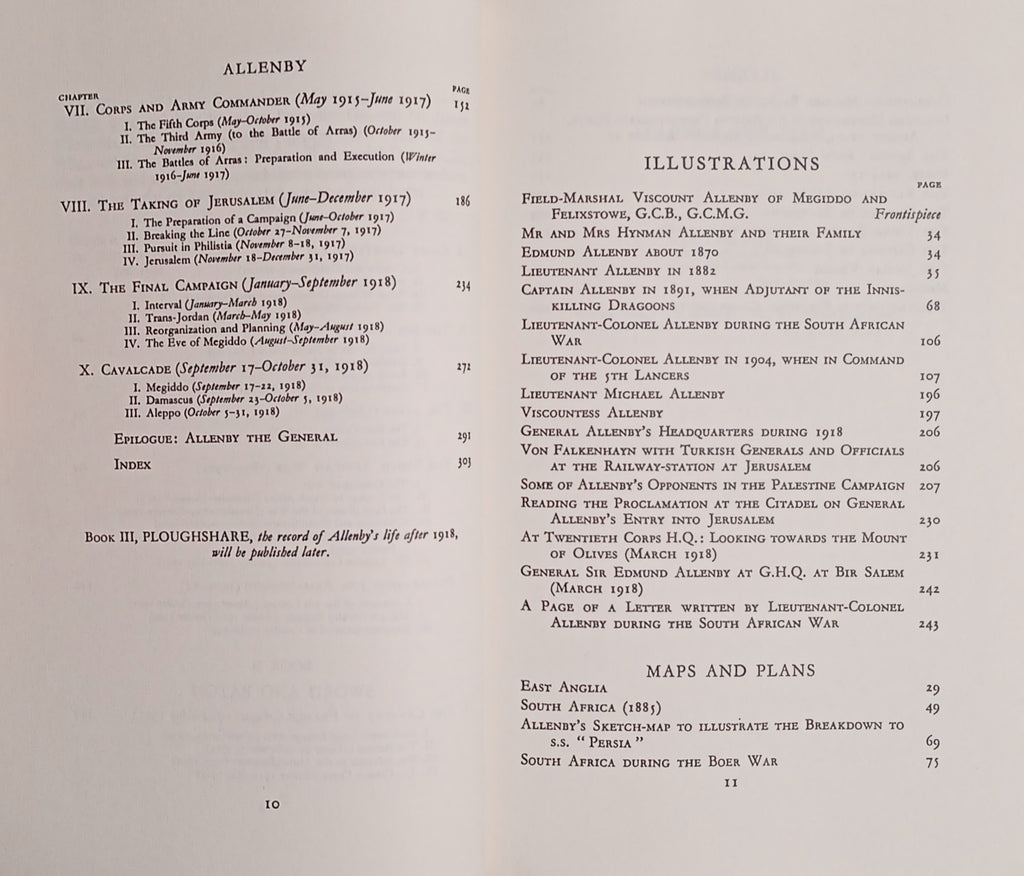 ALLENBY
CHAPTER PAGE
VII. Corps and Army Commander (May 1915–June 1917) 152
I. The Fifth Corps (May–October 1915)
II. The Third Army (to the Battle of Arras) (October 1915–
November 1916)
III. The Battles of Arras: Preparation and Execution (Winter
1916–June 1917)
VIII. The Taking of Jerusalem (June–December 1917) 186
I. The Preparation of a Campaign (June–October 1917)
II. Breaking the Line (October 27–November 7, 1917)
III. Pursuit in Philistia (November 8–18, 1917)
IV. Jerusalem (November 18–December 31, 1917)
IX. The Final Campaign (January–September 1918) 234
I. Interval (January–March 1918)
II. Trans-Jordan (March–May 1918)
III. Reorganization and Planning (May–August 1918)
IV. The Eve of Megiddo (August–September 1918)
X. Cavalcade (September 17–October 31, 1918) 272
I. Megiddo (September 17–22, 1918)
II. Damascus (September 23–October 5, 1918)
III. Aleppo (October 5–31, 1918)
Epilogue: Allenby the General 291
Index 303
Book III, PLOUGHSHARE, the record of Allenby's life after 1918,
will be published later.
10
ILLUSTRATIONS
PAGE
Field-Marshal Viscount Allenby of Megiddo and
Felixstowe, G.C.B., G.C.M.G. Frontispiece
Mr and Mrs Hynman Allenby and their Family 34
Edmund Allenby about 1870 34
Lieutenant Allenby in 1882 35
Captain Allenby in 1891, when Adjutant of the Innis-
killing Dragoons 68
Lieutenant-Colonel Allenby during the South African
War 106
Lieutenant-Colonel Allenby in 1904, when in Command
of the 5th Lancers 107
Lieutenant Michael Allenby 196
Viscountess Allenby 197
General Allenby's Headquarters during 1918 206
Von Falkenhayn with Turkish Generals and Officials
at the Railway-station at Jerusalem 206
Some of Allenby's Opponents in the Palestine Campaign 207
Reading the Proclamation at the Citadel on General
Allenby's Entry into Jerusalem 230
At Twentieth Corps H.Q.: Looking towards the Mount
of Olives (March 1918) 231
General Sir Edmund Allenby at G.H.Q. at Bir Salem
(March 1918) 242
A Page of a Letter written by Lieutenant-Colonel
Allenby during the South African War 243
MAPS AND PLANS
East Anglia 29
South Africa (1885) 49
Allenby's Sketch-map to illustrate the Breakdown to
s.s. "Persia" 69
South Africa during the Boer War 75
11